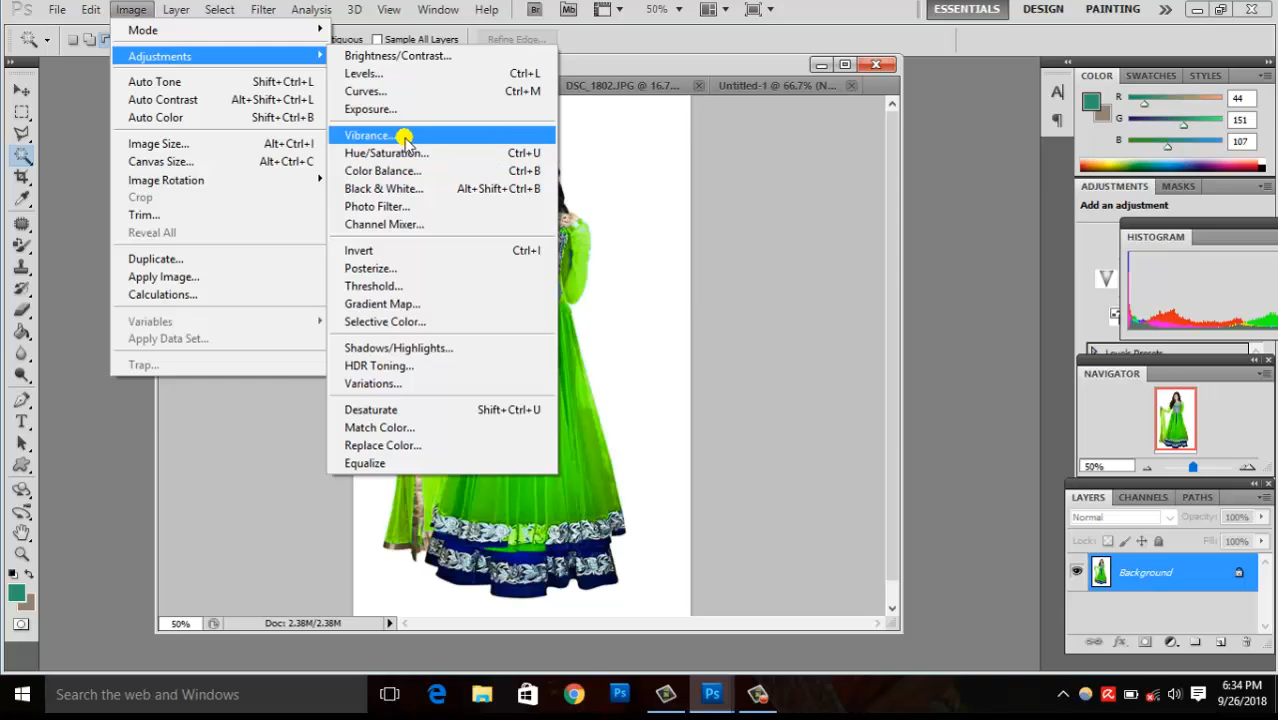 Ps File Edit Image Layer Select Filter Analysis 3D View Window Help Br Mb 50% ESSENTIALS DESIGN PAINTING
Sample All Layers Refine Edge...
Mode
Adjustments
Auto Tone Shift+Ctrl+L
Auto Contrast Alt+Shift+Ctrl+L
Auto Color Shift+Ctrl+B
Image Size... Alt+Ctrl+I
Canvas Size... Alt+Ctrl+C
Image Rotation
Crop
Trim...
Reveal All
Duplicate...
Apply Image...
Calculations...
Variables
Apply Data Set...
Trap...
Brightness/Contrast...
Levels... Ctrl+L
Curves... Ctrl+M
Exposure...
Vibrance...
Hue/Saturation... Ctrl+U
Color Balance... Ctrl+B
Black & White... Alt+Shift+Ctrl+B
Photo Filter...
Channel Mixer...
Invert Ctrl+I
Posterize...
Threshold...
Gradient Map...
Selective Color...
Shadows/Highlights...
HDR Toning...
Variations...
Desaturate Shift+Ctrl+U
Match Color...
Replace Color...
Equalize
DSC_1802.JPG @ 16.7... Untitled-1 @ 66.7% (N...
50% Doc: 2.38M/2.38M
COLOR SWATCHES STYLES
R 44
G 151
B 107
ADJUSTMENTS MASKS
Add an adjustment
HISTOGRAM
Levels Presets
NAVIGATOR
50%
LAYERS CHANNELS PATHS
Normal Opacity: 100%
Lock: Fill: 100%
Background
Search the web and Windows
6:34 PM
9/26/2018